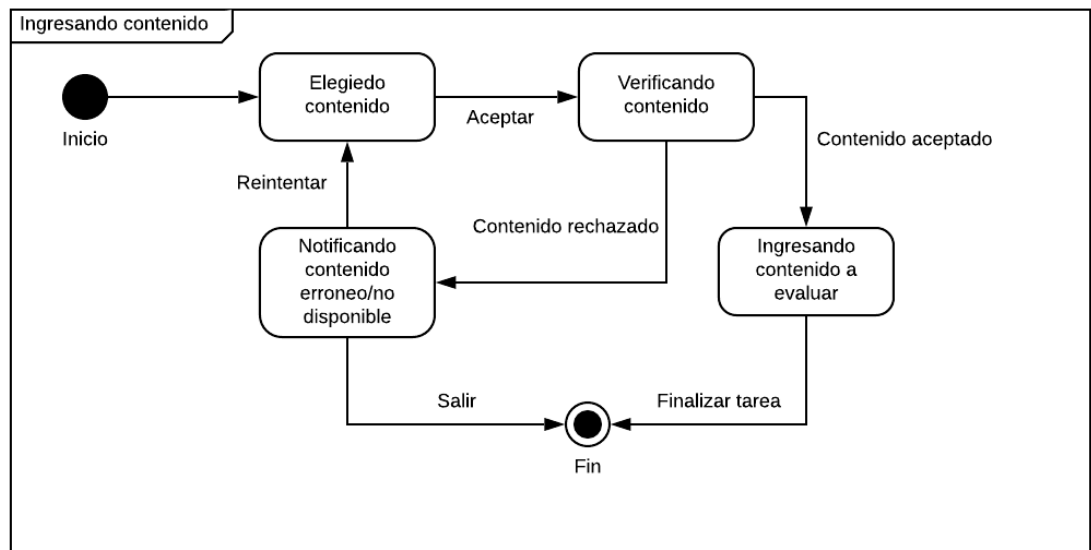 Ingresando contenido
Elegiedo
contenido
Verificando
contenido
Aceptar
Inicio
Contenido aceptado
Reintentar
Contenido rechazado
Notificando
contenido
erroneo/no
disponible
Ingresando
contenido a
evaluar
Salir
Finalizar tarea
Fin